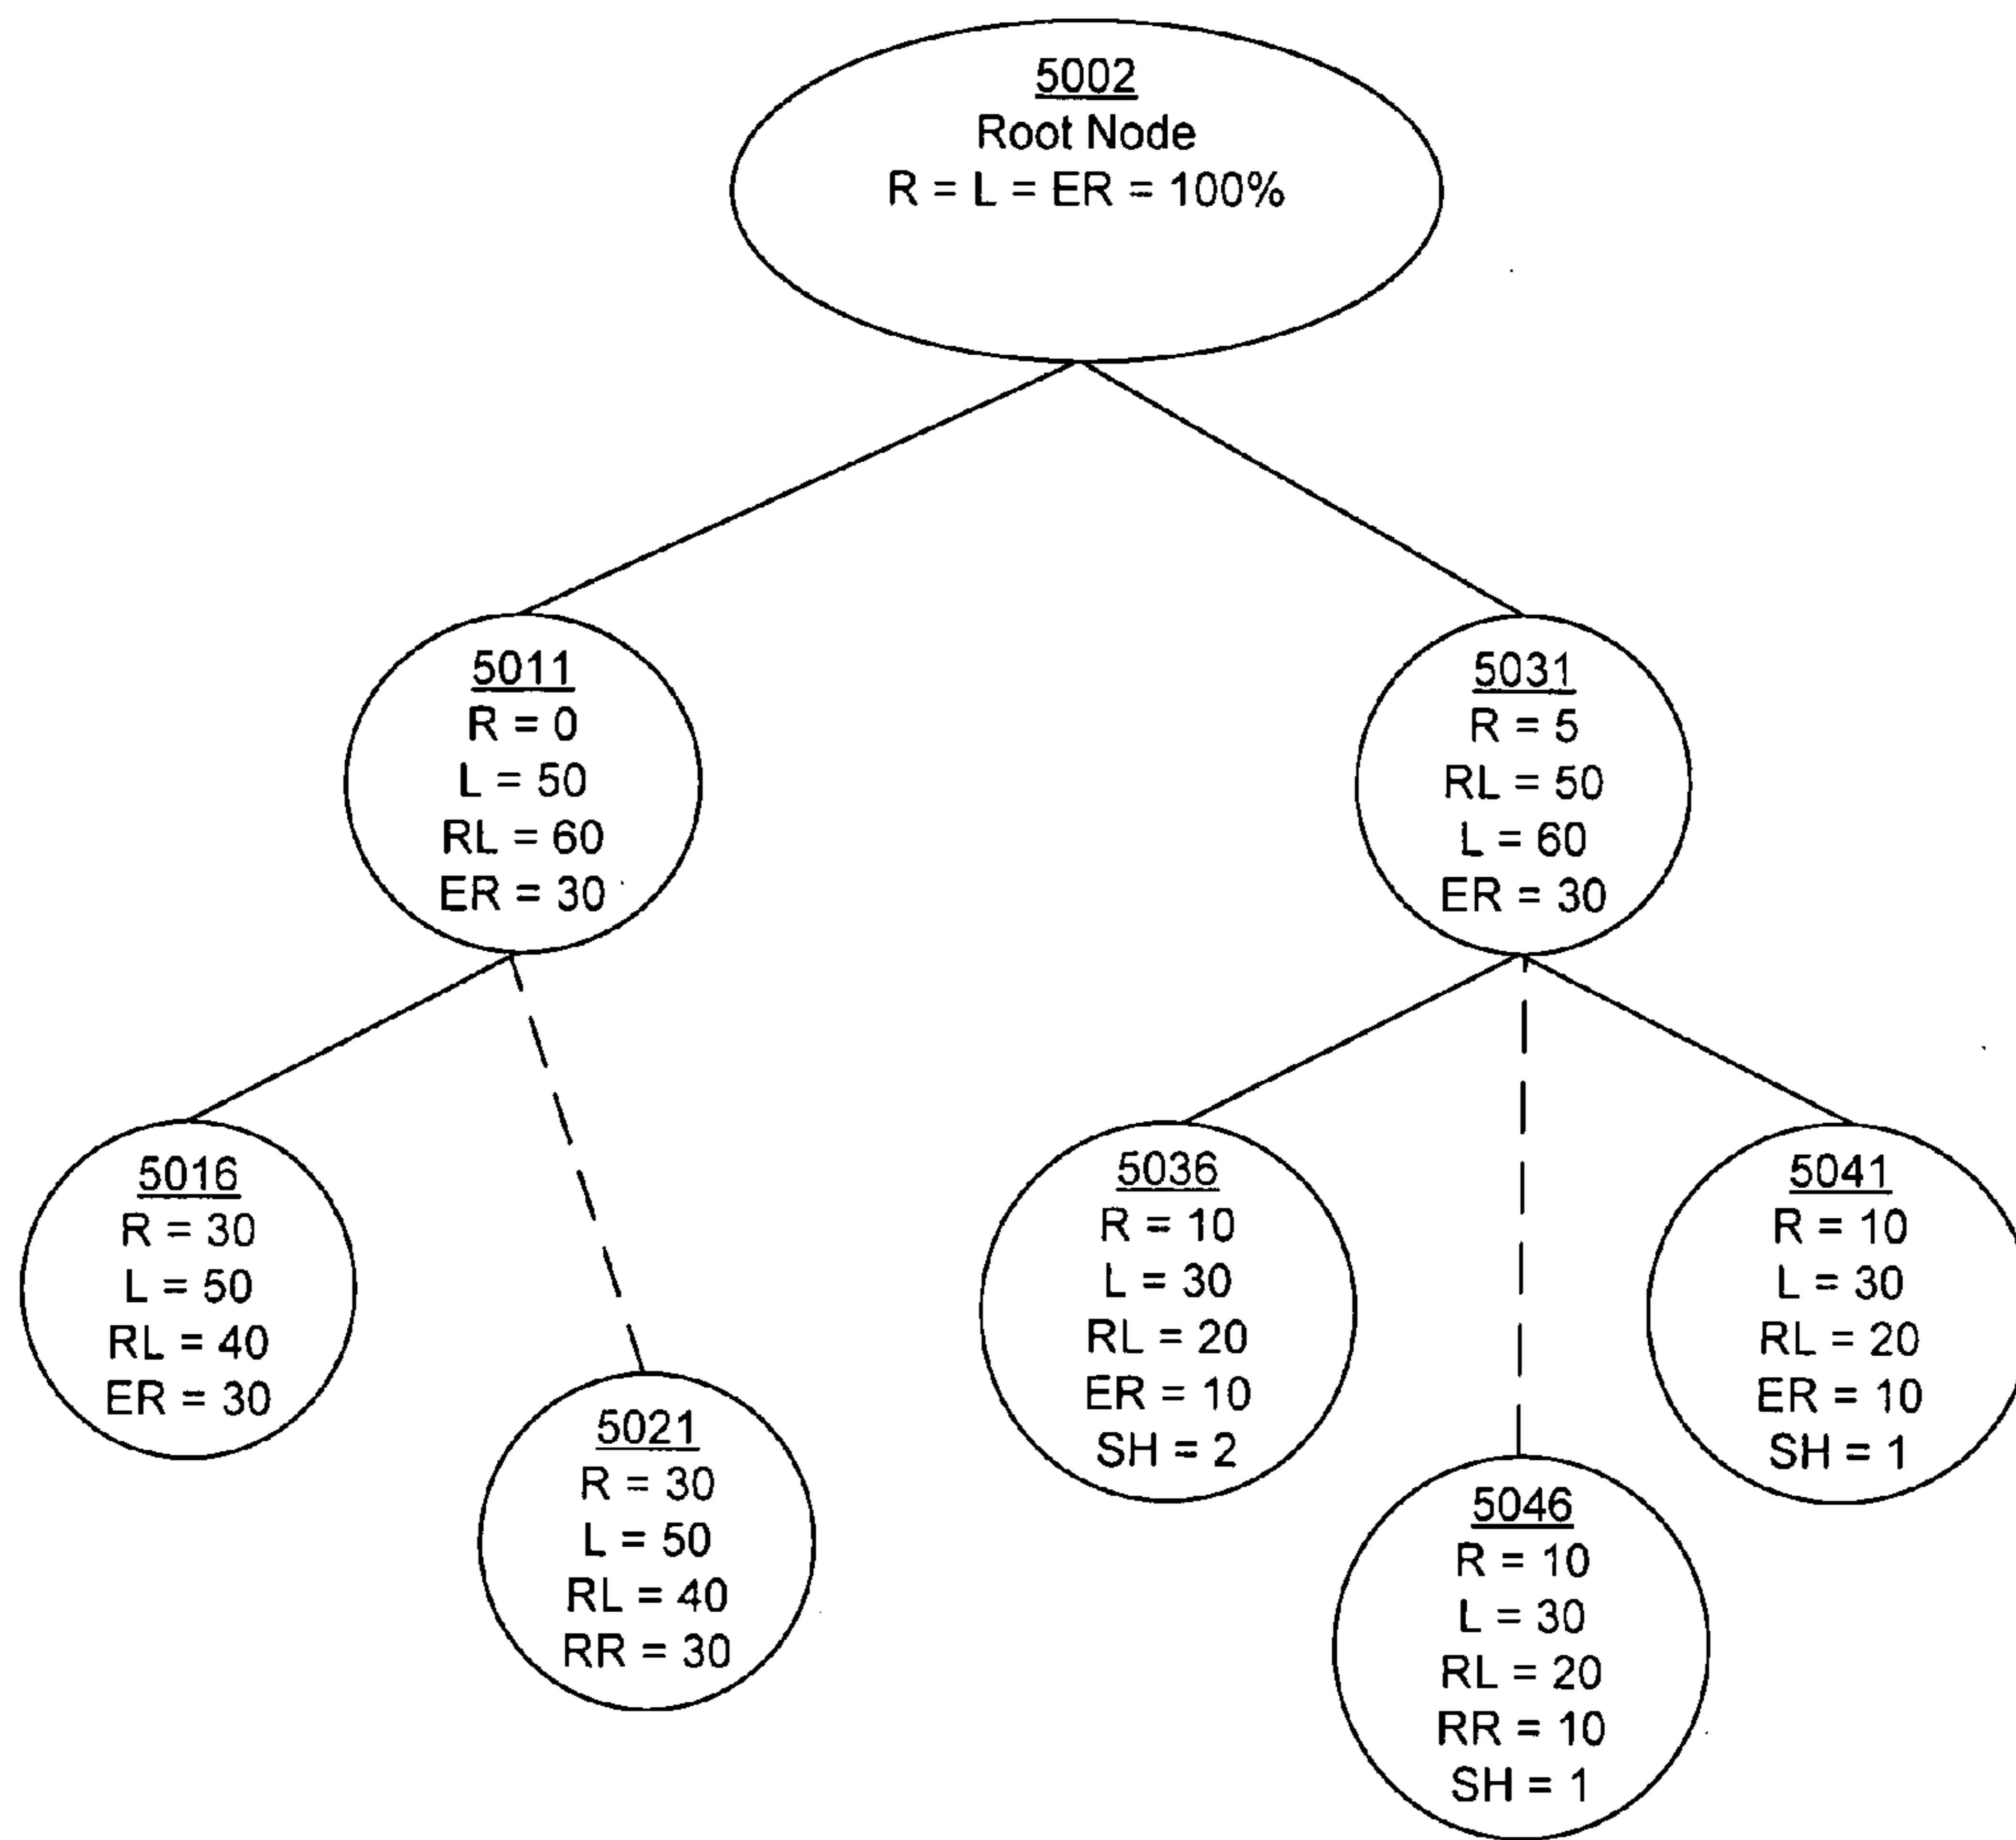 5002
Root Node
R = L = ER = 100%
5011
R = 0
L = 50
RL = 60
ER = 30
5031
R = 5
RL = 50
L = 60
ER = 30
5016
R = 30
L = 50
RL = 40
ER = 30
5021
R = 30
L = 50
RL = 40
RR = 30
5036
R = 10
L = 30
RL = 20
ER = 10
SH = 2
5046
R = 10
L = 30
RL = 20
RR = 10
SH = 1
5041
R = 10
L = 30
RL = 20
ER = 10
SH = 1